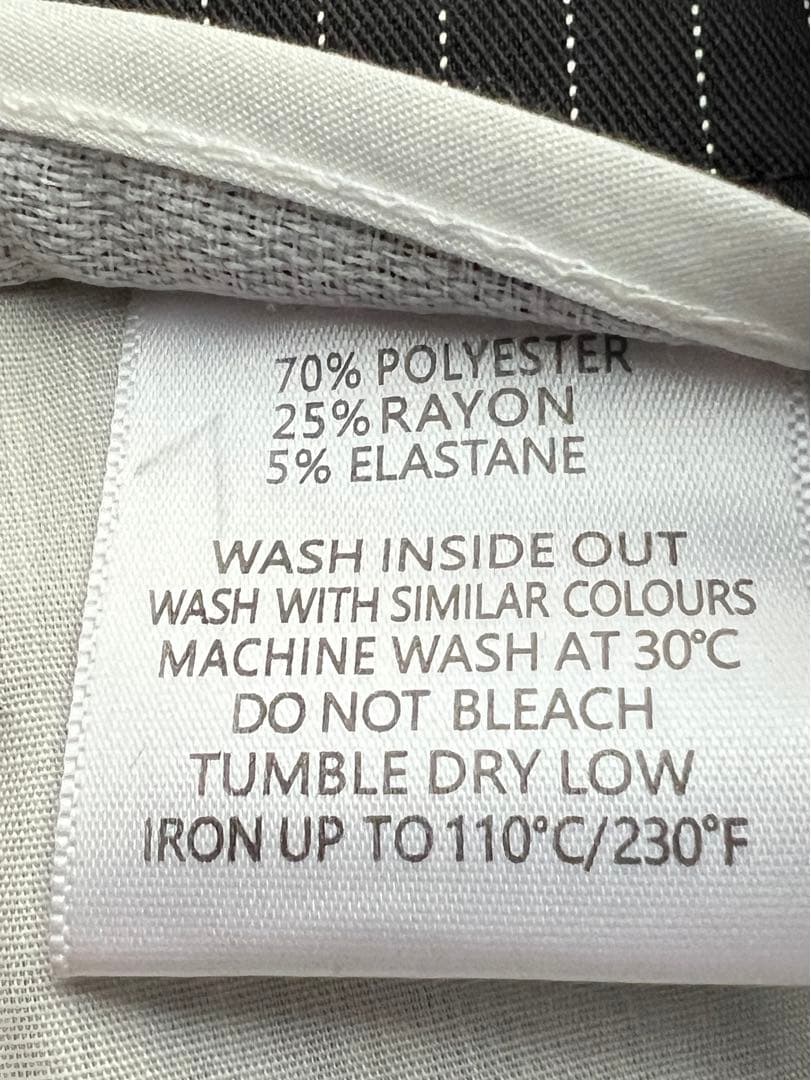 70% POLYESTER
25% RAYON
5% ELASTANE
WASH INSIDE OUT
WASH WITH SIMILAR COLOURS
MACHINE WASH AT 30°C
DO NOT BLEACH
TUMBLE DRY LOW
IRON UP TO 110°C/230°F